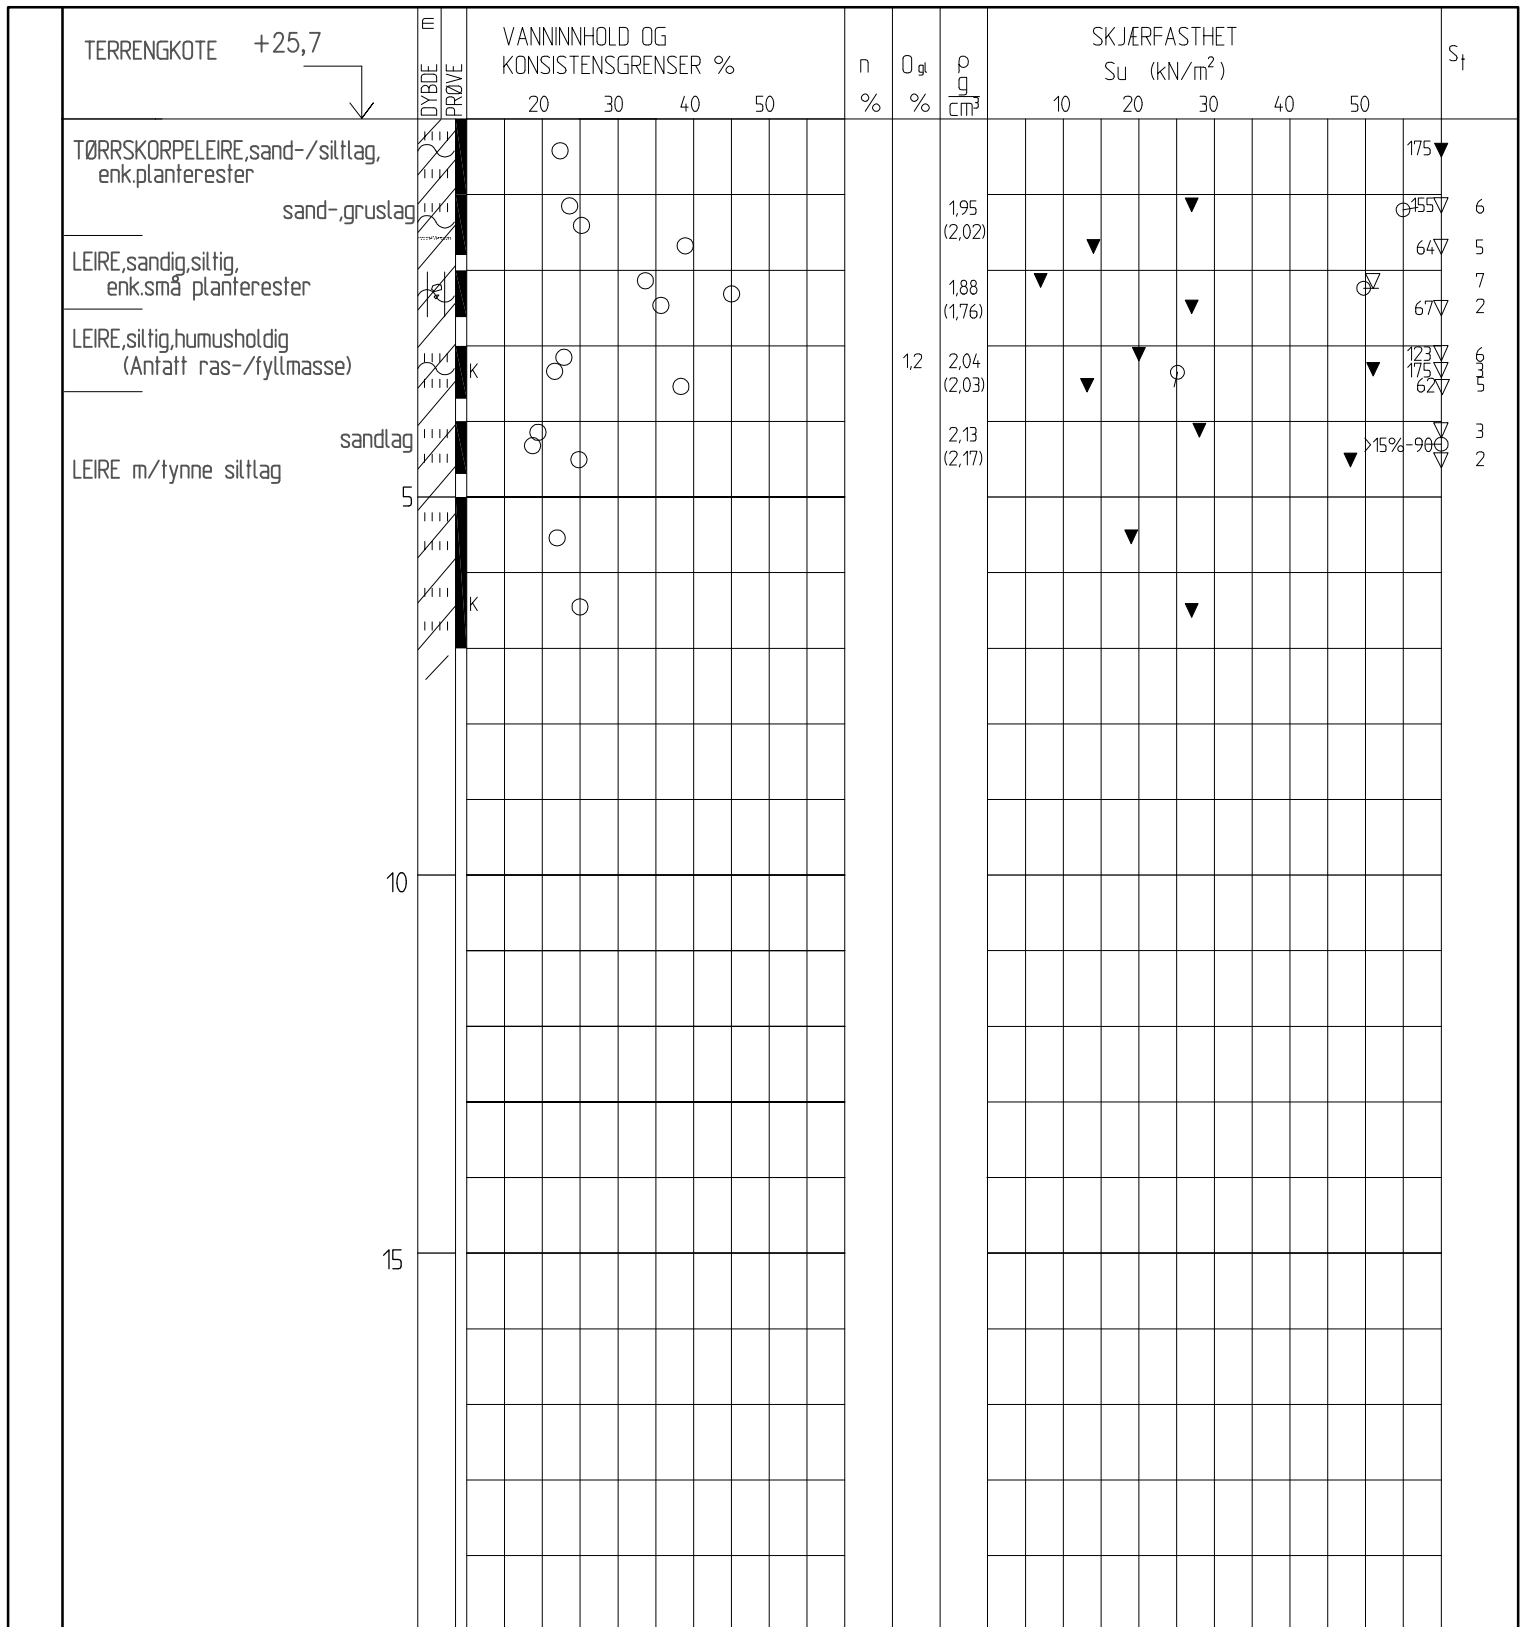 TERRENGKOTE +25,7
m
DYBDE
PRØVE
VANNINNHOLD OG
KONSISTENSGRENSER %
20 30 40 50
n
%
O gl
%
ρ
g
cm³
SKJÆRFASTHET
Su (kN/m²)
10 20 30 40 50
St
TØRRSKORPELEIRE,sand-/siltlag,
enk.planterester
175
sand-,gruslag
1,95
(2,02)
155 6
64 5
LEIRE,sandig,siltig,
enk.små planterester
1,88
(1,76)
7
67 2
LEIRE,siltig,humusholdig
(Antatt ras-/fyllmasse)
K
1,2
2,04
(2,03)
123 6
175 3
62 5
sandlag
2,13
(2,17)
3
>15%-90
2
LEIRE m/tynne siltlag
5
K
10
15